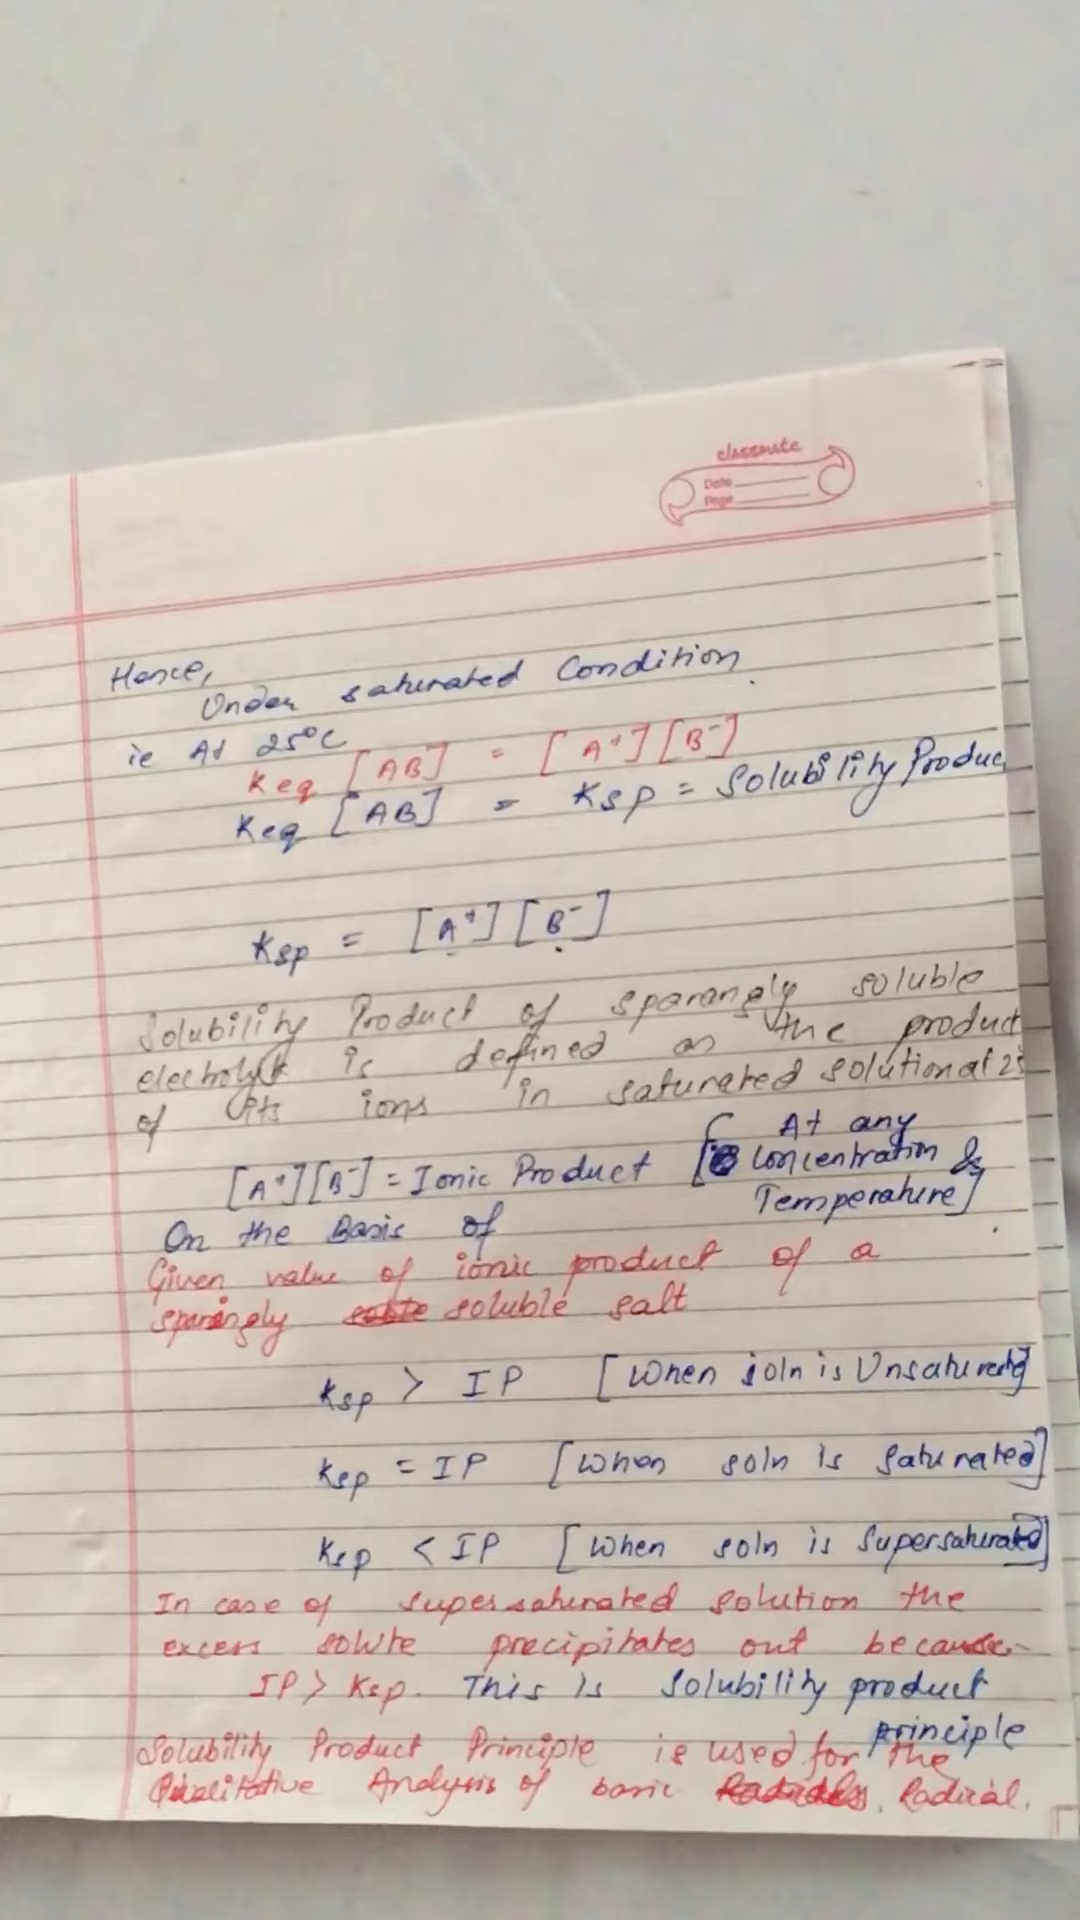 classmate
Date
Page
Hence,
Under saturated Condition
ie At 25°C
Keq [AB] = [A+][B-]
Keq [AB] = Ksp = Solubility Produc
Ksp = [A+][B-]
Solubility Product of sparangly soluble
electrolyte is defined as the product
of its ions in saturated solution at 25
[A+][B-] = Ionic Product [ At any
Concentration &
Temperature]
On the Basis of
Given value of ionic product of a
sparingly soluble salt
Ksp > IP [When soln is Unsaturated]
Ksp = IP [When soln is Saturated]
Ksp < IP [When soln is Supersaturated]
In case of supersaturated solution the
excess solute precipitates out because
IP > Ksp. This is solubility product
principle
Solubility Product Principle is used for the
Qualitative Analysis of basic Radicals. Radical.